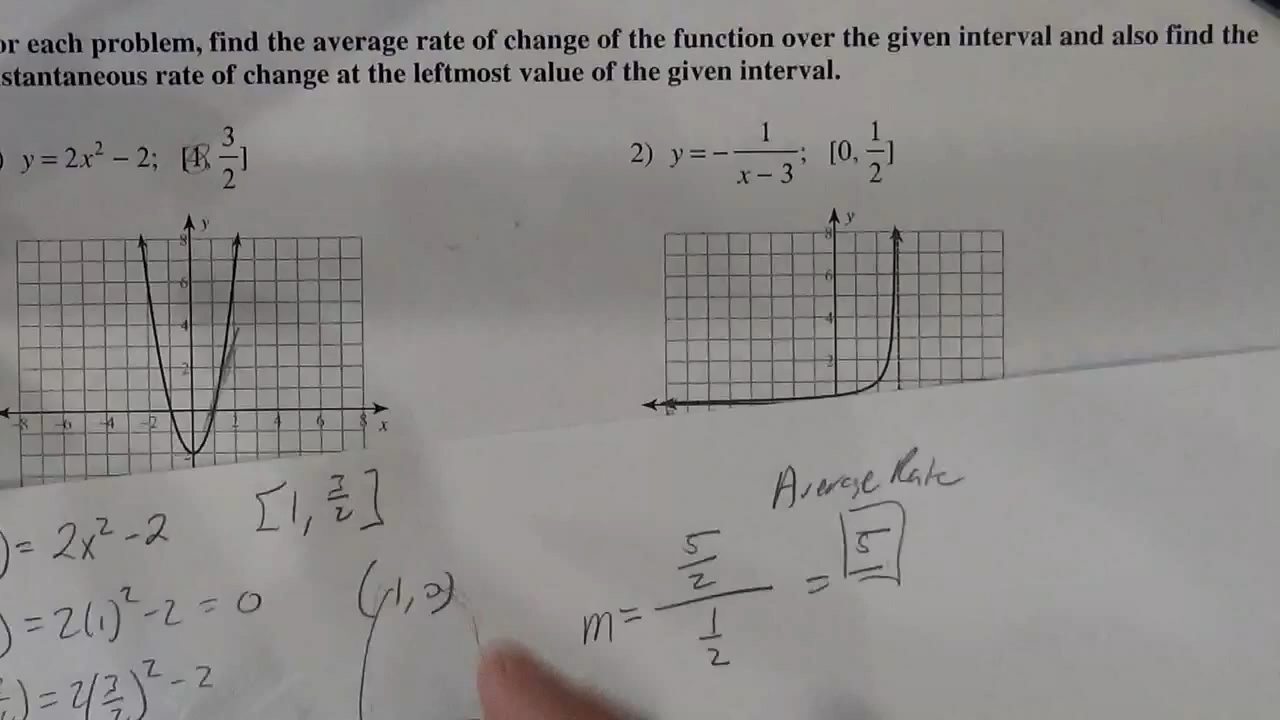 or each problem, find the average rate of change of the function over the given interval and also find the
stantaneous rate of change at the leftmost value of the given interval.
) y = 2x² − 2; [1, 3/2]
2) y = − 1/(x − 3); [0, 1/2]
y
8
6
4
2
-8 -6 -4 -2 2 4 6 8 x
y
8
6
4
2
Average Rate
) = 2x² - 2 [1, 3/2]
m = (5/2)/(1/2) = 5
) = 2(1)² - 2 = 0 (1, 0)
) = 2(3/2)² - 2